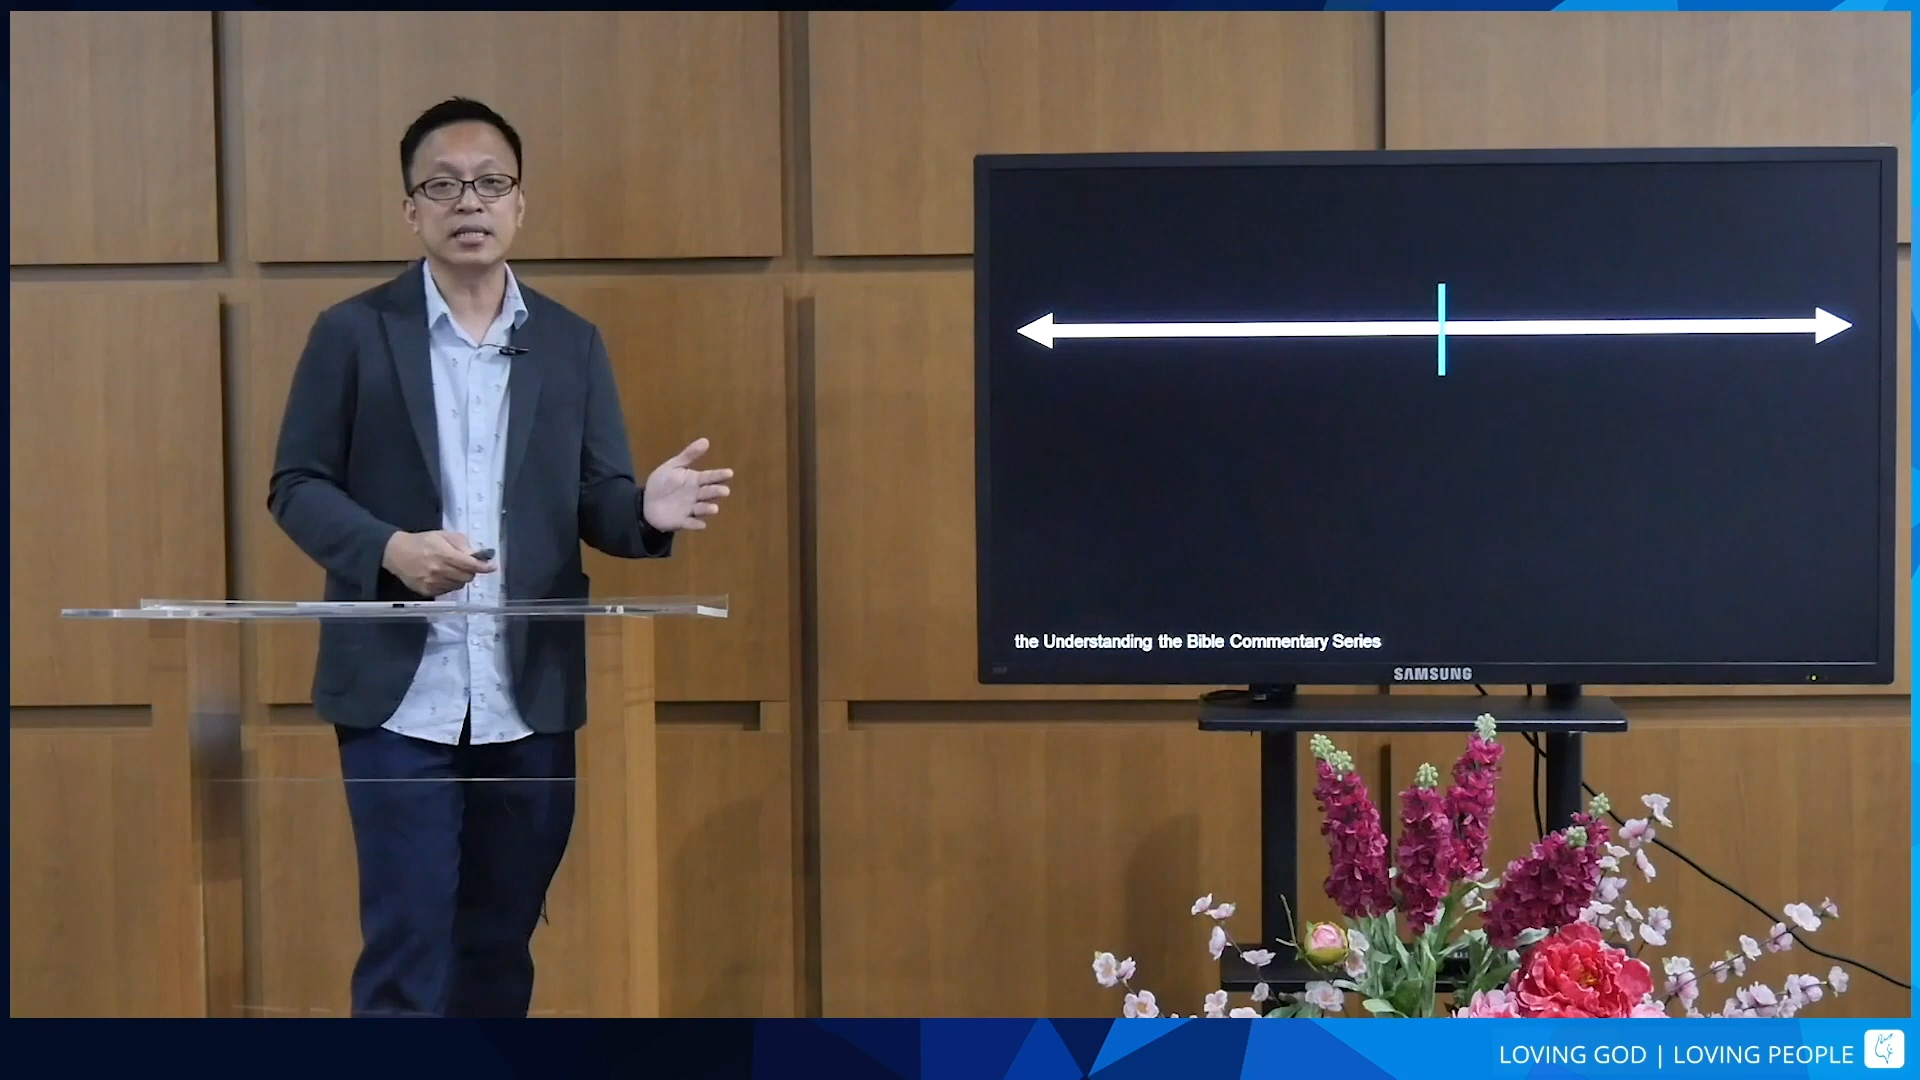 the Understanding the Bible Commentary Series
SAMSUNG
LOVING GOD | LOVING PEOPLE